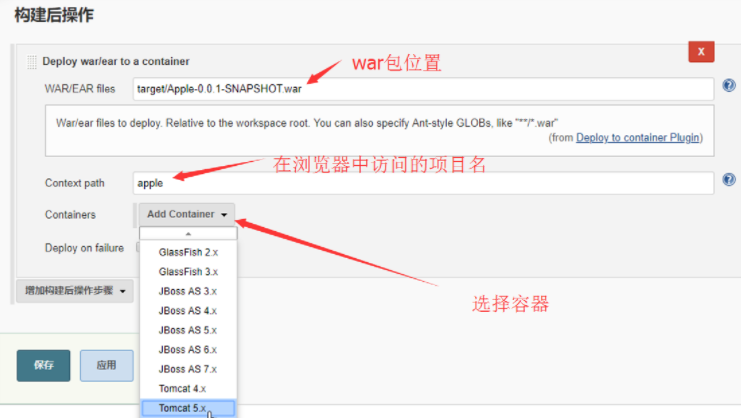 构建后操作
Deploy war/ear to a container
X
war包位置
WAR/EAR files
target/Apple-0.0.1-SNAPSHOT.war
War/ear files to deploy. Relative to the workspace root. You can also specify Ant-style GLOBs, like "**/*.war"
(from Deploy to container Plugin)
在浏览器中访问的项目名
Context path
apple
Containers
Add Container
Deploy on failure
GlassFish 2.x
GlassFish 3.x
JBoss AS 3.x
JBoss AS 4.x
JBoss AS 5.x
JBoss AS 6.x
JBoss AS 7.x
Tomcat 4.x
Tomcat 5.x
选择容器
增加构建后操作步骤
保存
应用